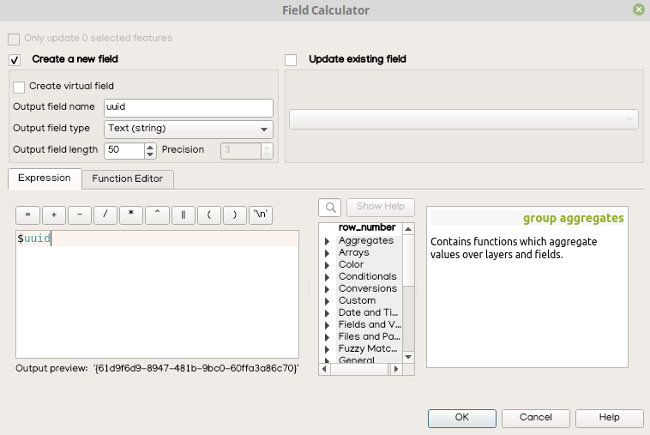 Field Calculator
Only update 0 selected features
Create a new field
Update existing field
Create virtual field
Output field name uuid
Output field type Text (string)
Output field length 50 Precision 3
Expression Function Editor
= + - / * ^ || ( ) '\n'
Show Help
$uuid
row_number
Aggregates
Arrays
Color
Conditionals
Conversions
Custom
Date and Ti...
Fields and V...
Files and Pa...
Fuzzy Matc...
General
group aggregates
Contains functions which aggregate
values over layers and fields.
Output preview: '{61d9f6d9-8947-481b-9bc0-60ffa3a86c70}'
OK Cancel Help